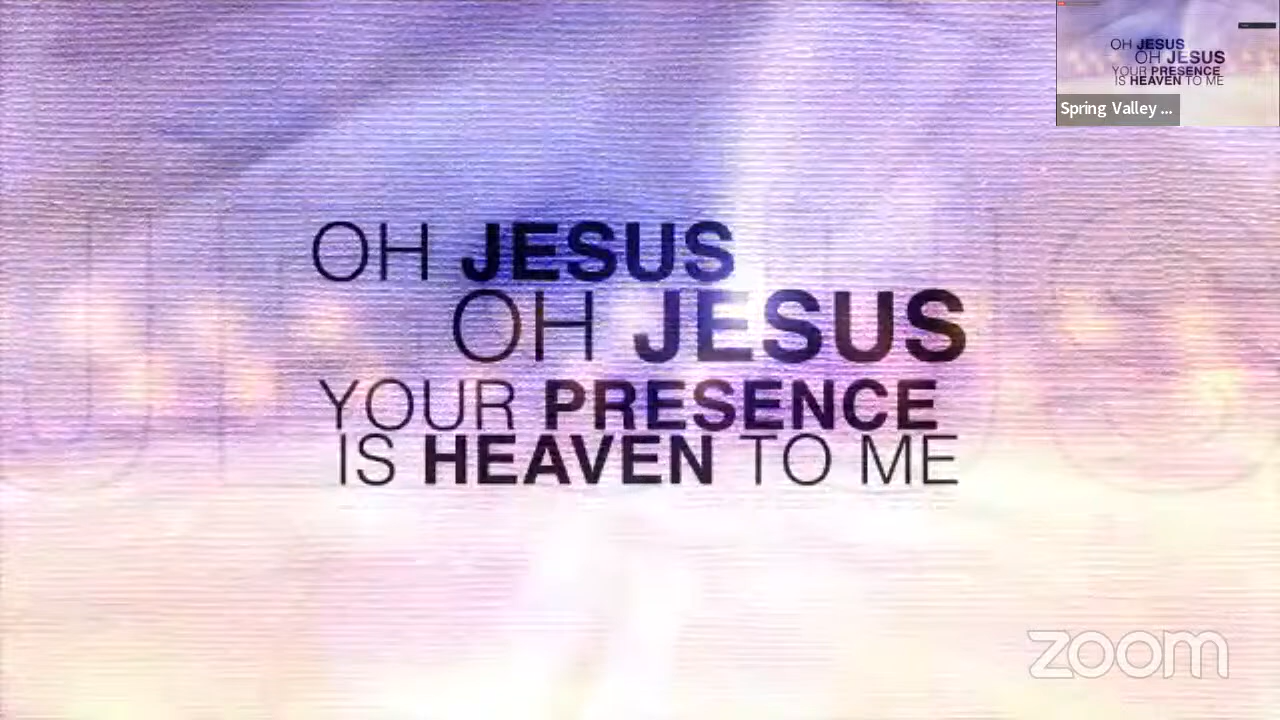 OH JESUS
OH JESUS
YOUR PRESENCE
IS HEAVEN TO ME
OH JESUS
OH JESUS
YOUR PRESENCE
IS HEAVEN TO ME
Spring Valley ...
zoom